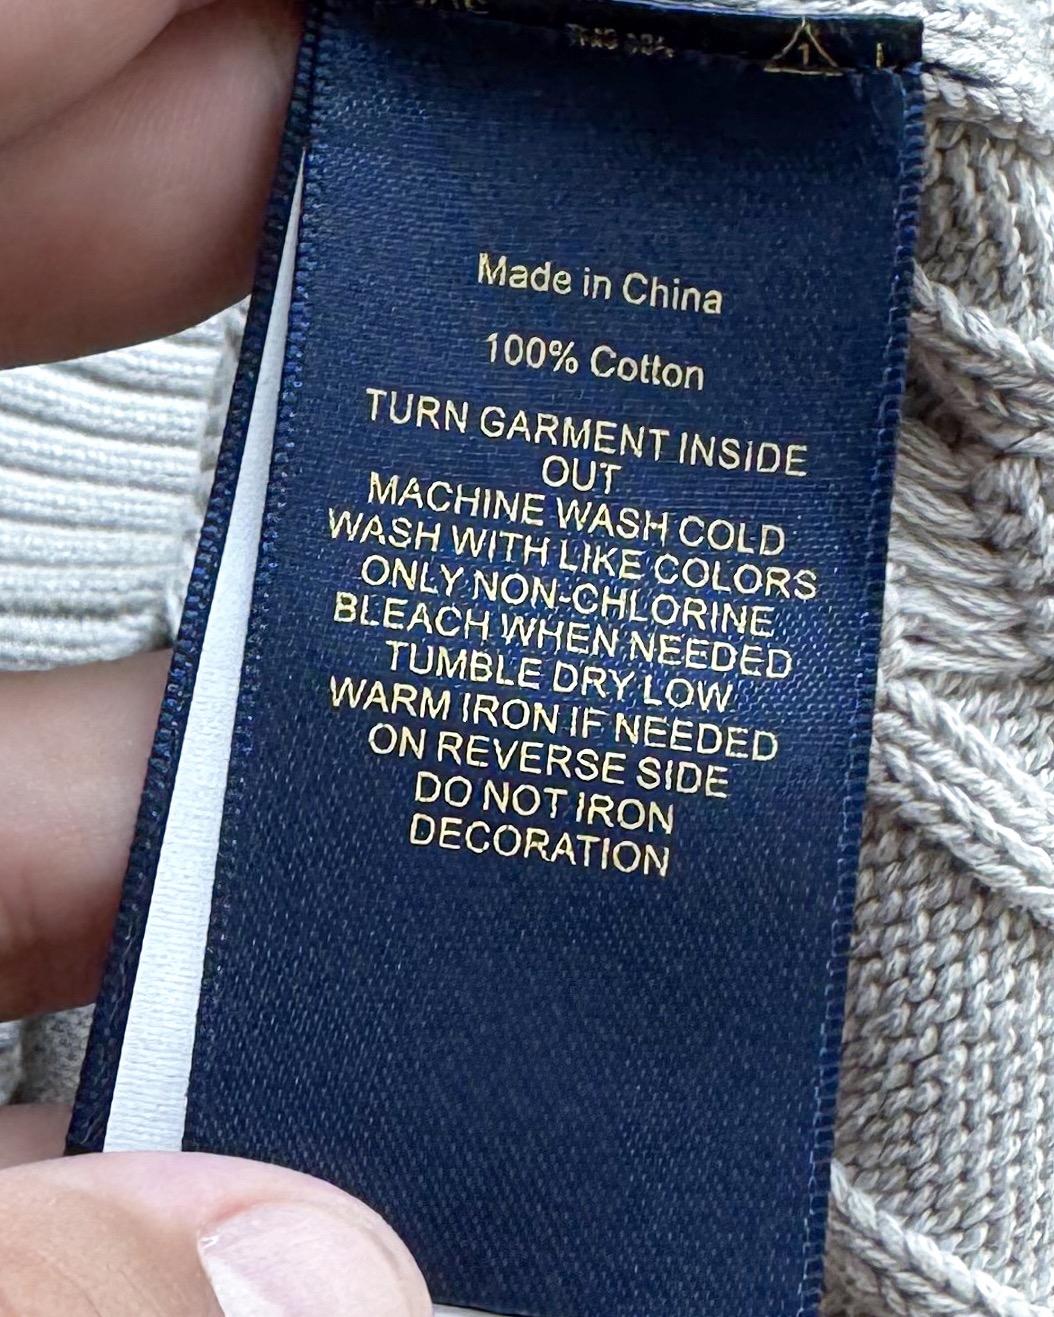 Made in China
100% Cotton
TURN GARMENT INSIDE
OUT
MACHINE WASH COLD
WASH WITH LIKE COLORS
ONLY NON-CHLORINE
BLEACH WHEN NEEDED
TUMBLE DRY LOW
WARM IRON IF NEEDED
ON REVERSE SIDE
DO NOT IRON
DECORATION